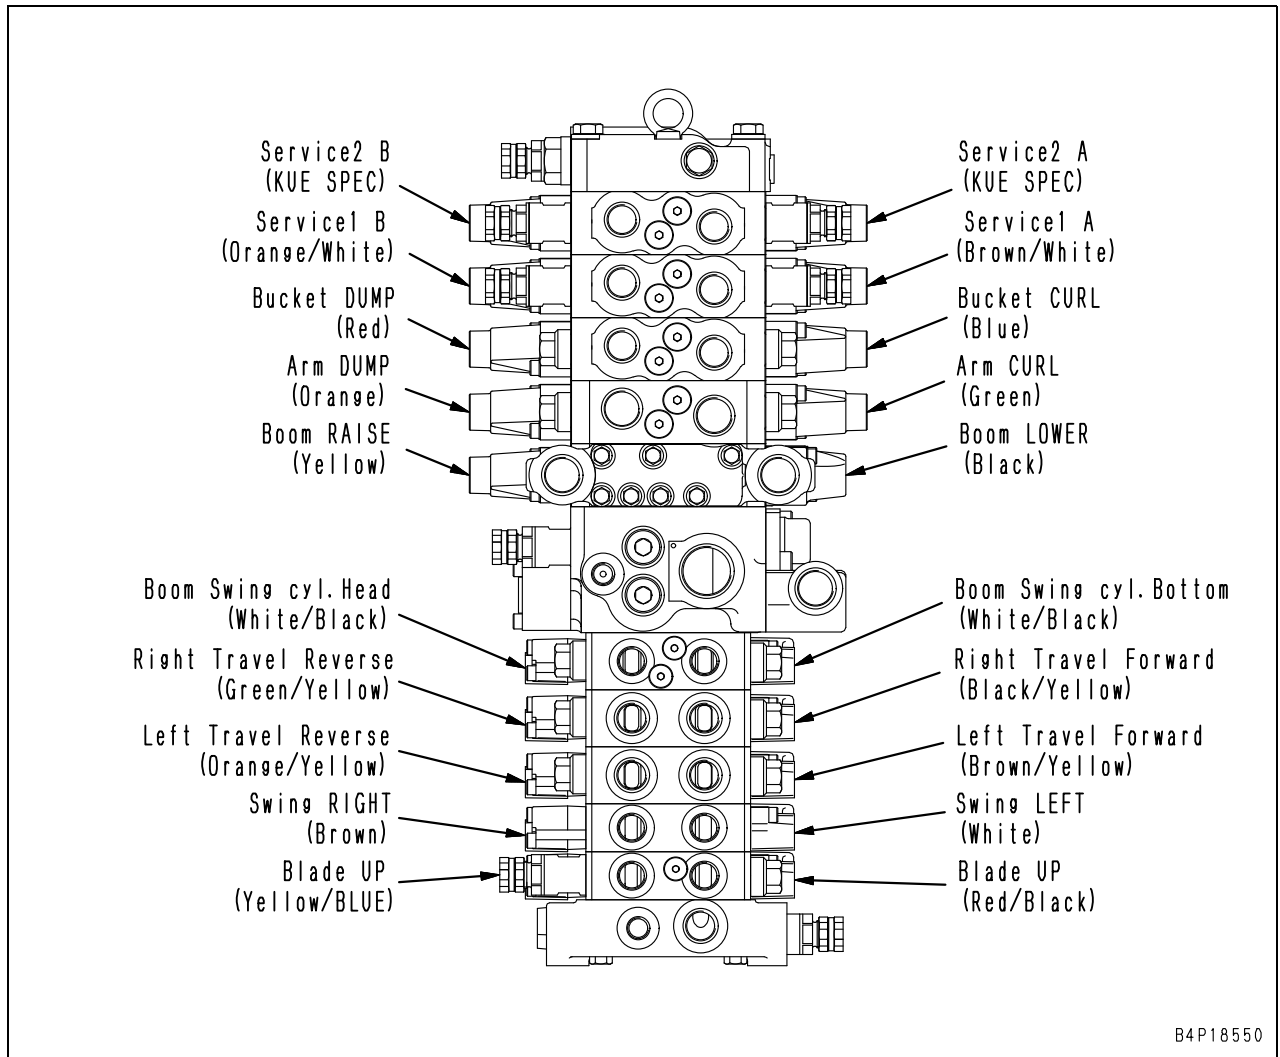 Service2 B
(KUE SPEC)
Service1 B
(Orange/White)
Bucket DUMP
(Red)
Arm DUMP
(Orange)
Boom RAISE
(Yellow)
Boom Swing cyl.Head
(White/Black)
Right Travel Reverse
(Green/Yellow)
Left Travel Reverse
(Orange/Yellow)
Swing RIGHT
(Brown)
Blade UP
(Yellow/BLUE)
Service2 A
(KUE SPEC)
Service1 A
(Brown/White)
Bucket CURL
(Blue)
Arm CURL
(Green)
Boom LOWER
(Black)
Boom Swing cyl.Bottom
(White/Black)
Right Travel Forward
(Black/Yellow)
Left Travel Forward
(Brown/Yellow)
Swing LEFT
(White)
Blade UP
(Red/Black)
B4P18550